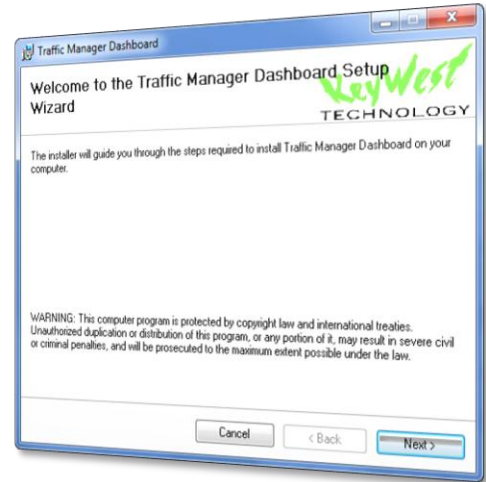 Traffic Manager Dashboard
Welcome to the Traffic Manager Dashboard Setup
Wizard
KeyWest
TECHNOLOGY
The installer will guide you through the steps required to install Traffic Manager Dashboard on your
computer.
WARNING: This computer program is protected by copyright law and international treaties.
Unauthorized duplication or distribution of this program, or any portion of it, may result in severe civil
or criminal penalties, and will be prosecuted to the maximum extent possible under the law.
Cancel
< Back
Next >